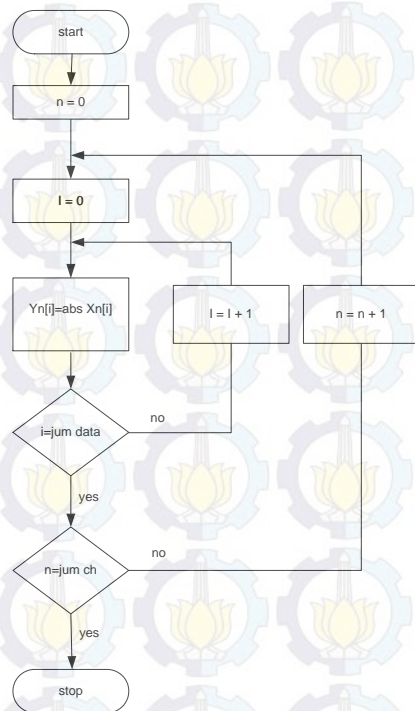 start
n = 0
I = 0
Yn[i]=abs Xn[i]
I = I + 1
n = n + 1
i=jum data
no
yes
n=jum ch
no
yes
stop